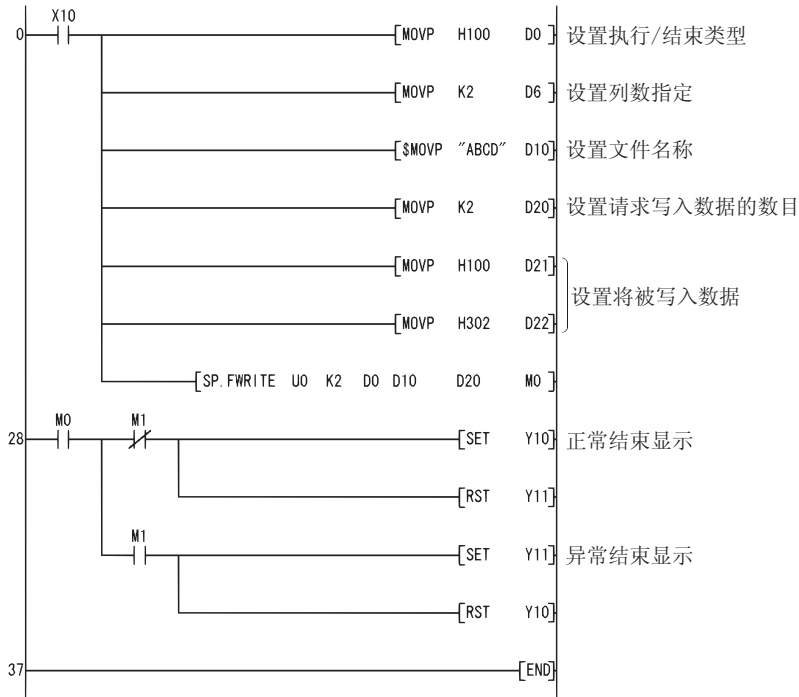 X10
0 [MOVP H100 D0] 设置执行/结束类型
[MOVP K2 D6] 设置列数指定
[$MOVP "ABCD" D10] 设置文件名称
[MOVP K2 D20] 设置请求写入数据的数目
[MOVP H100 D21]
设置将被写入数据
[MOVP H302 D22]
[SP.FWRITE U0 K2 D0 D10 D20 M0]
M0 M1
28 [SET Y10] 正常结束显示
[RST Y11]
M1
[SET Y11] 异常结束显示
[RST Y10]
37 [END]